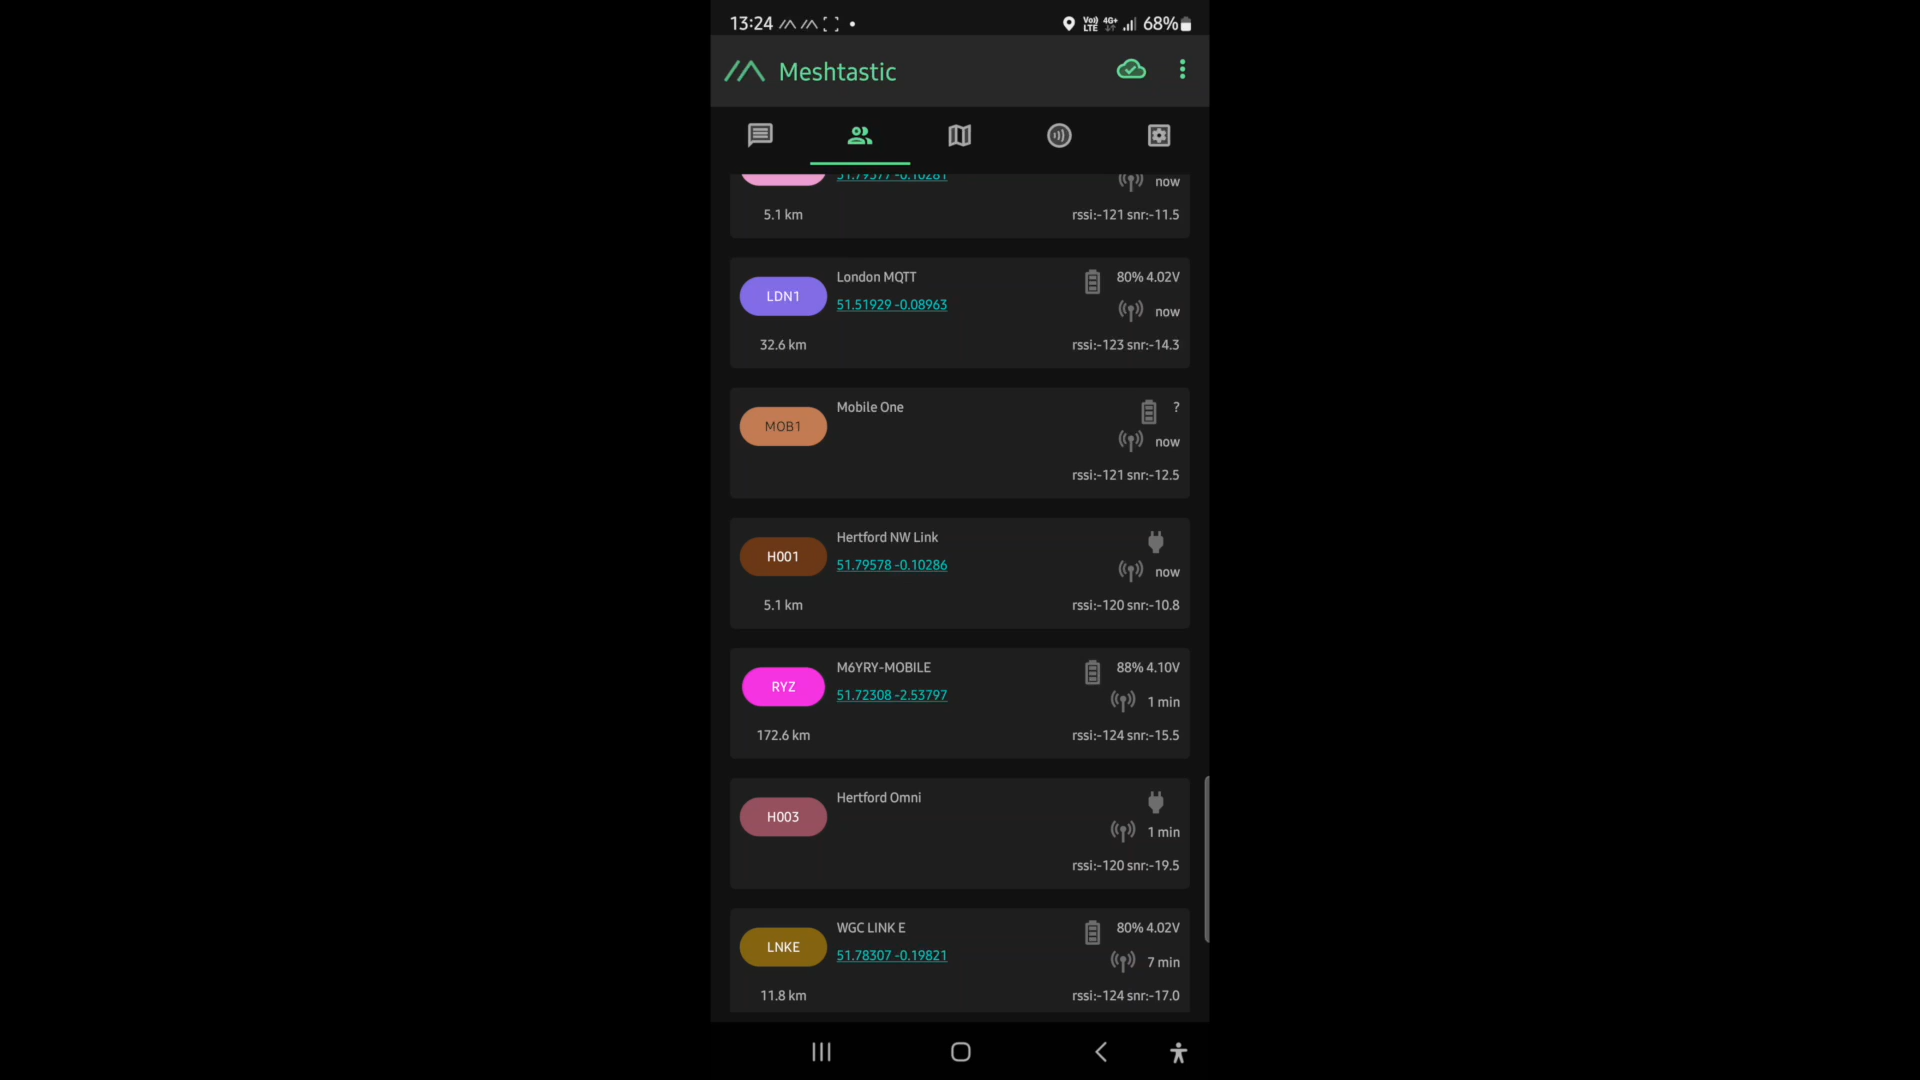 13:24 68%
Meshtastic
51.79577 -0.10281 now
5.1 km rssi:-121 snr:-11.5
London MQTT 80% 4.02V
LDN1 51.51929 -0.08963 now
32.6 km rssi:-123 snr:-14.3
Mobile One ?
MOB1 now
rssi:-121 snr:-12.5
Hertford NW Link
H001 51.79578 -0.10286 now
5.1 km rssi:-120 snr:-10.8
M6YRY-MOBILE 88% 4.10V
RYZ 51.72308 -2.53797 1 min
172.6 km rssi:-124 snr:-15.5
Hertford Omni
H003 1 min
rssi:-120 snr:-19.5
WGC LINK E 80% 4.02V
LNKE 51.78307 -0.19821 7 min
11.8 km rssi:-124 snr:-17.0